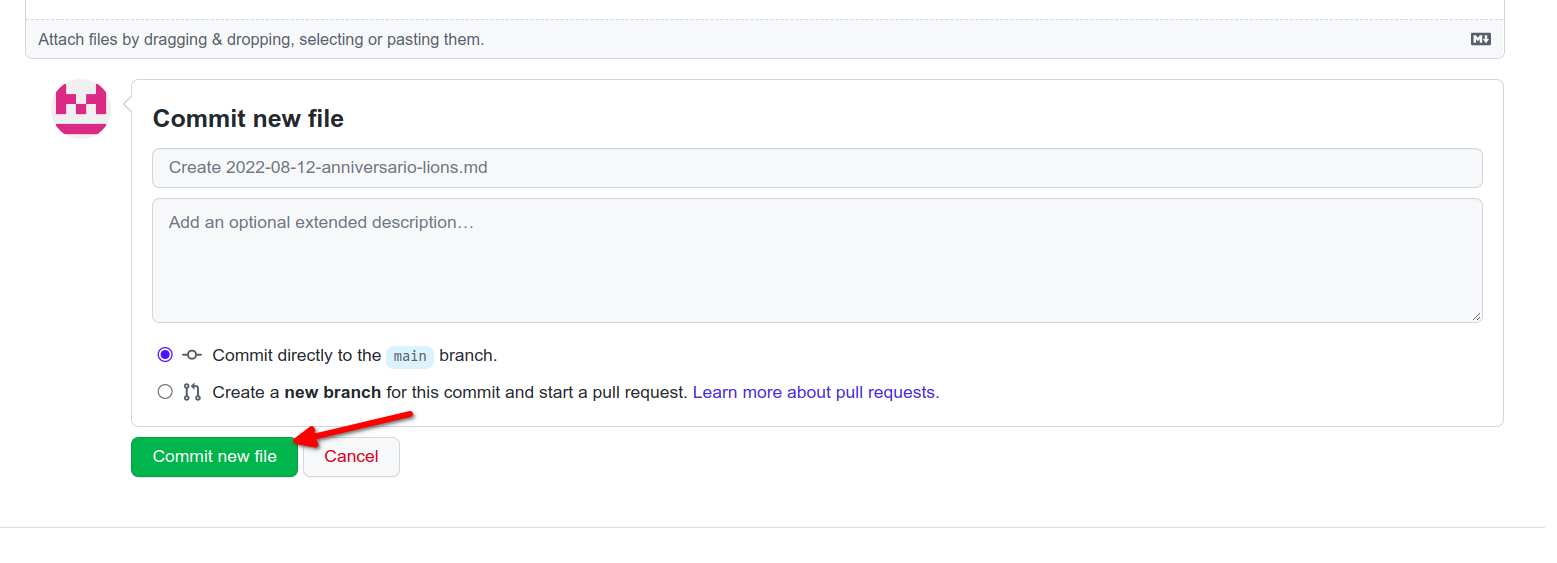 Attach files by dragging & dropping, selecting or pasting them.
Commit new file
Create 2022-08-12-anniversario-lions.md
Add an optional extended description…
Commit directly to the main branch.
Create a new branch for this commit and start a pull request. Learn more about pull requests.
Commit new file Cancel